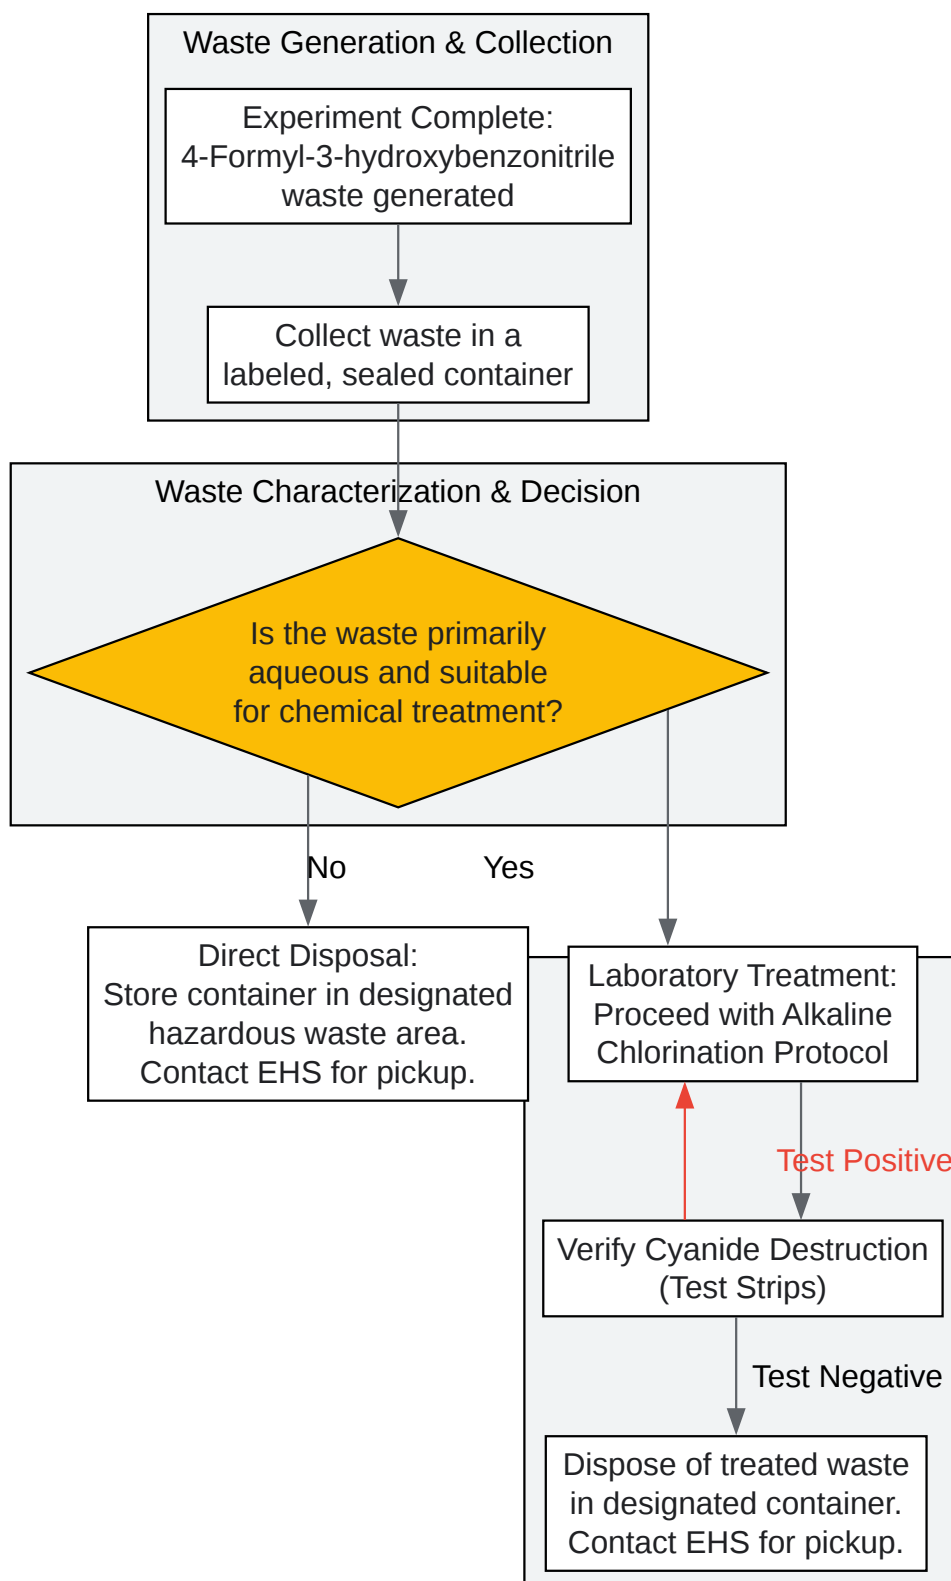 Waste Generation & Collection
Experiment Complete:
4-Formyl-3-hydroxybenzonitrile
waste generated
Collect waste in a
labeled, sealed container
Waste Characterization & Decision
Is the waste primarily
aqueous and suitable
for chemical treatment?
No
Yes
Direct Disposal:
Store container in designated
hazardous waste area.
Contact EHS for pickup.
Laboratory Treatment:
Proceed with Alkaline
Chlorination Protocol
Test Positive
Verify Cyanide Destruction
(Test Strips)
Test Negative
Dispose of treated waste
in designated container.
Contact EHS for pickup.